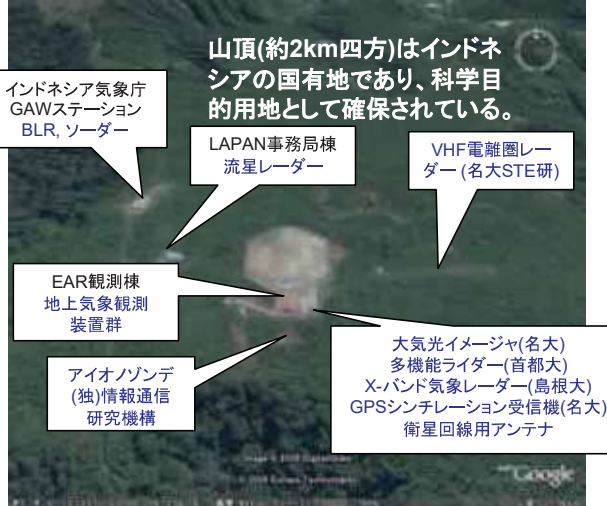 山頂(約2km四方)はインドネ
シアの国有地であり、科学目
的用地として確保されている。
インドネシア気象庁
GAWステーション
BLR, ソーダー
LAPAN事務局棟
流星レーダー
VHF電離圏レー
ダー (名大STE研)
EAR観測棟
地上気象観測
装置群
アイオノゾンデ
(独)情報通信
研究機構
大気光イメージャ(名大)
多機能ライダー(首都大)
X-バンド気象レーダー(島根大)
GPSシンチレーション受信機(名大)
衛星回線用アンテナ
Google